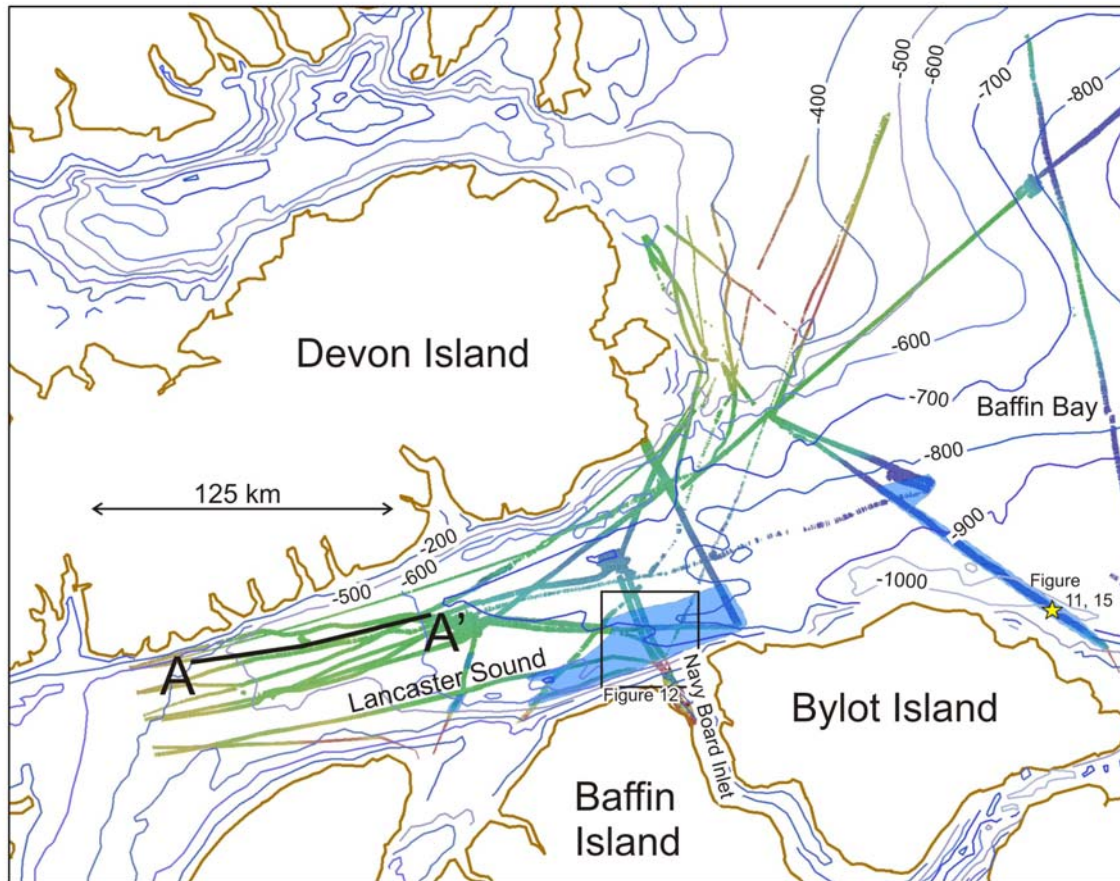 -400
-500
-600
-700
-800
Devon Island
-600
-700
Baffin Bay
-800
125 km
-900
-200
-600
-500
-1000
Figure
11, 15
A
A’
Lancaster Sound
Figure 12
Navy Board Inlet
Bylot Island
Baffin
Island